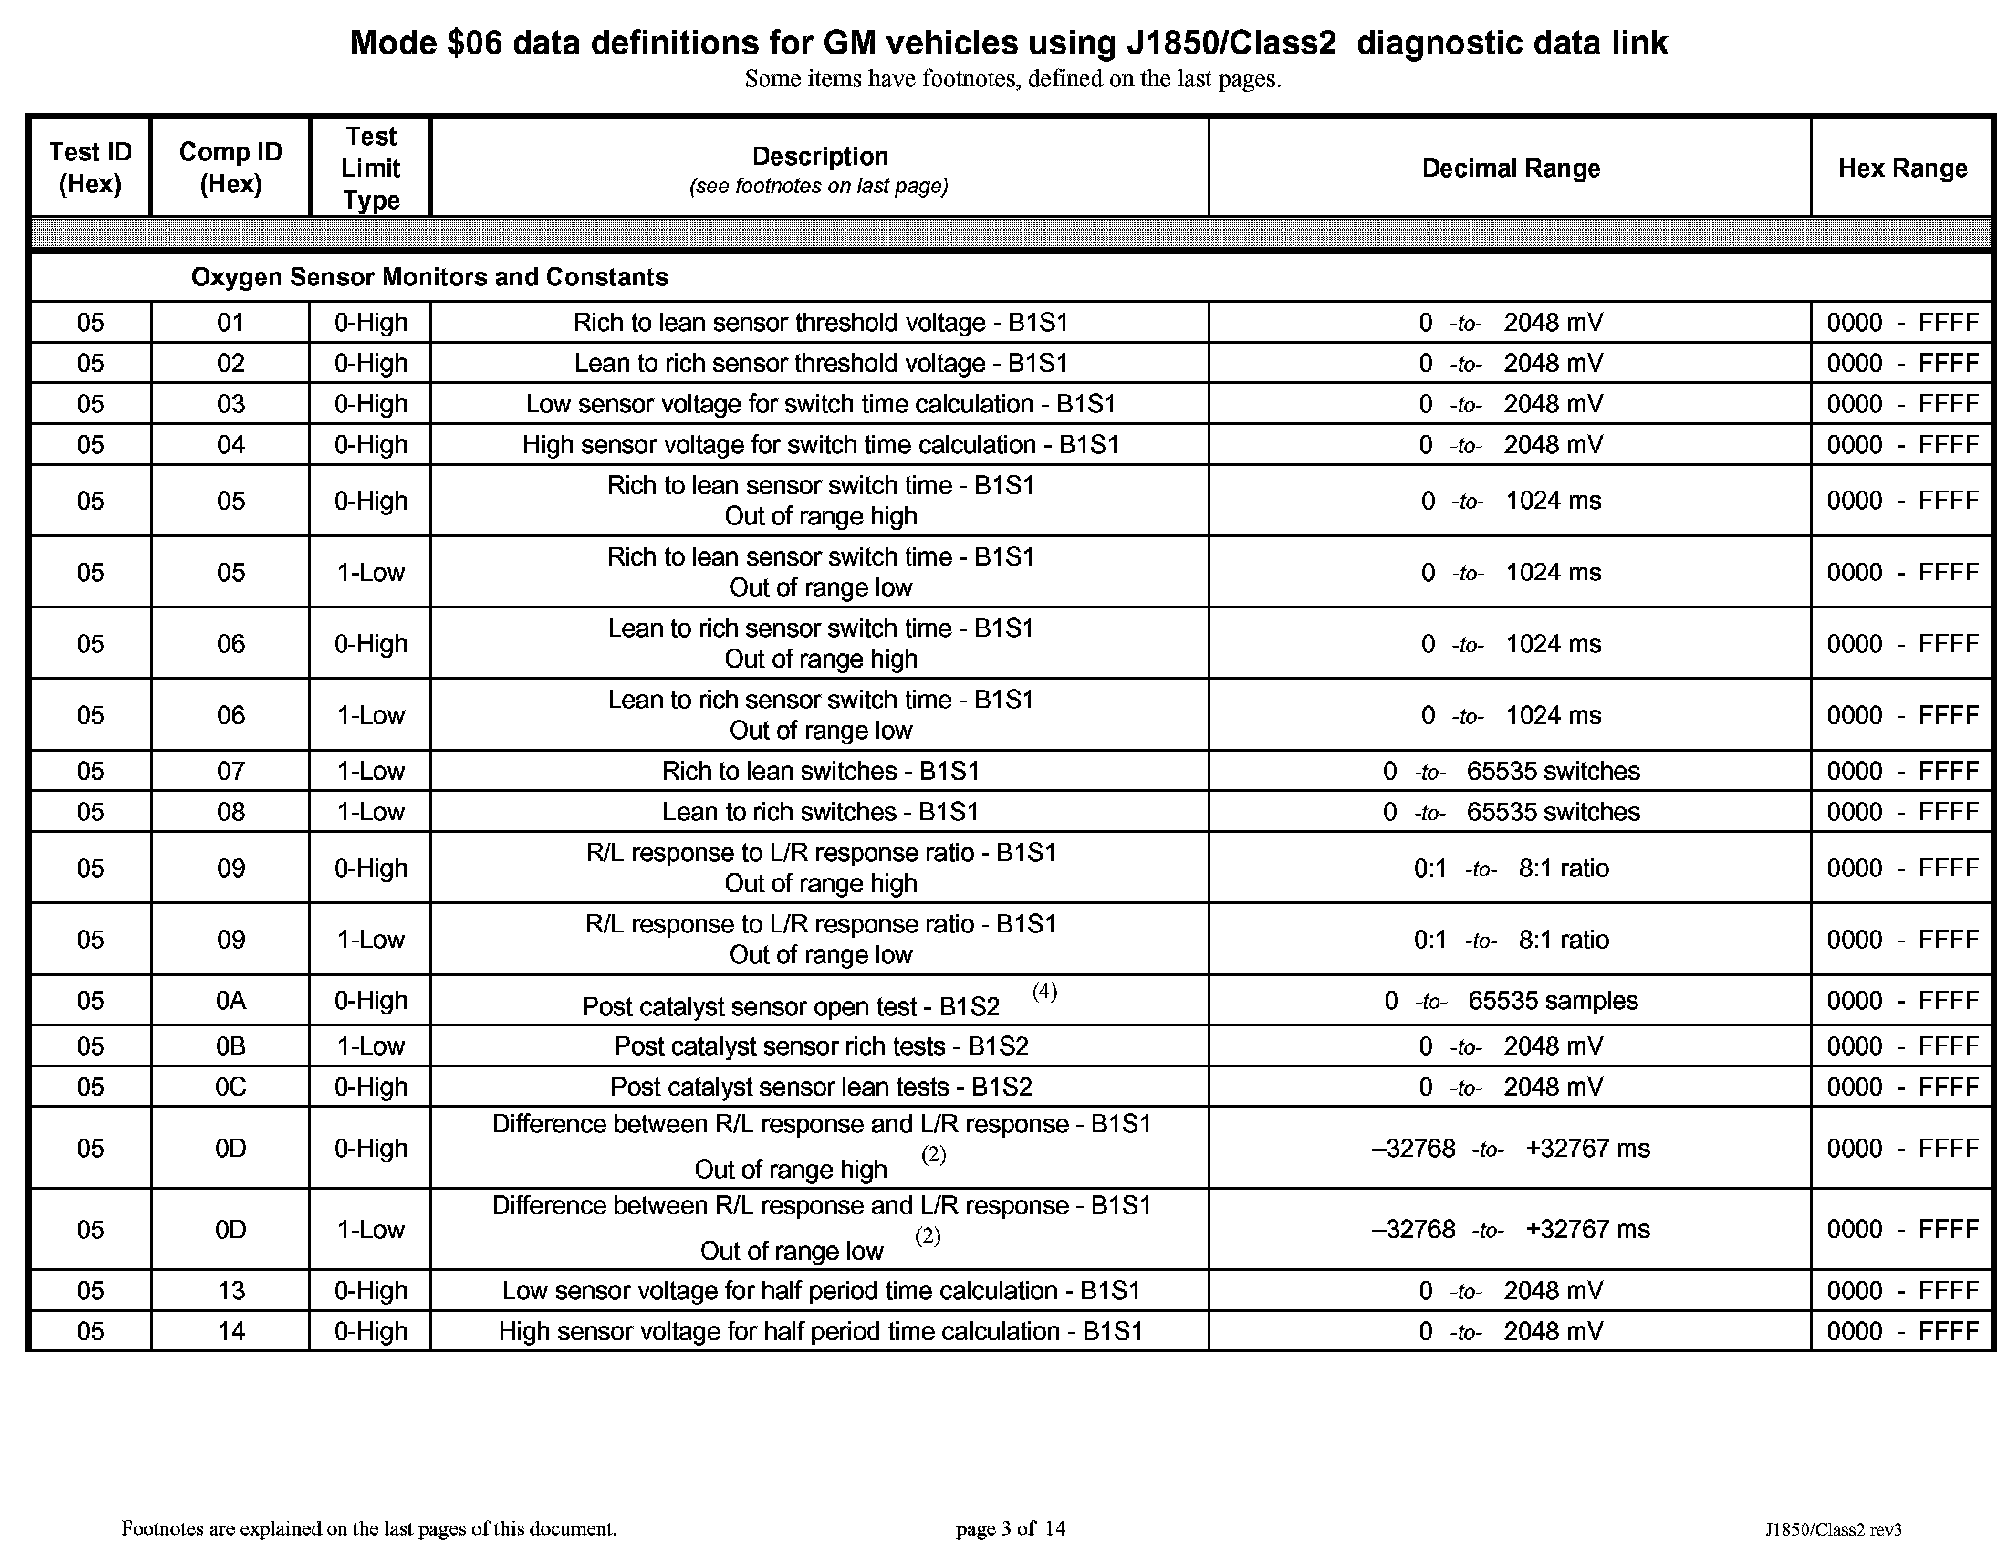 Mode $06 data definitions for GM vehicles using J1850/Class2 diagnostic data link
Some items have footnotes, defined on the last pages.
Test ID (Hex) Comp ID (Hex) Test Limit Type Description (see footnotes on last page) Decimal Range Hex Range
Oxygen Sensor Monitors and Constants
05 01 0-High Rich to lean sensor threshold voltage - B1S1 0 -to- 2048 mV 0000 - FFFF
05 02 0-High Lean to rich sensor threshold voltage - B1S1 0 -to- 2048 mV 0000 - FFFF
05 03 0-High Low sensor voltage for switch time calculation - B1S1 0 -to- 2048 mV 0000 - FFFF
05 04 0-High High sensor voltage for switch time calculation - B1S1 0 -to- 2048 mV 0000 - FFFF
05 05 0-High Rich to lean sensor switch time - B1S1 Out of range high 0 -to- 1024 ms 0000 - FFFF
05 05 1-Low Rich to lean sensor switch time - B1S1 Out of range low 0 -to- 1024 ms 0000 - FFFF
05 06 0-High Lean to rich sensor switch time - B1S1 Out of range high 0 -to- 1024 ms 0000 - FFFF
05 06 1-Low Lean to rich sensor switch time - B1S1 Out of range low 0 -to- 1024 ms 0000 - FFFF
05 07 1-Low Rich to lean switches - B1S1 0 -to- 65535 switches 0000 - FFFF
05 08 1-Low Lean to rich switches - B1S1 0 -to- 65535 switches 0000 - FFFF
05 09 0-High R/L response to L/R response ratio - B1S1 Out of range high 0:1 -to- 8:1 ratio 0000 - FFFF
05 09 1-Low R/L response to L/R response ratio - B1S1 Out of range low 0:1 -to- 8:1 ratio 0000 - FFFF
05 0A 0-High Post catalyst sensor open test - B1S2 (4) 0 -to- 65535 samples 0000 - FFFF
05 0B 1-Low Post catalyst sensor rich tests - B1S2 0 -to- 2048 mV 0000 - FFFF
05 0C 0-High Post catalyst sensor lean tests - B1S2 0 -to- 2048 mV 0000 - FFFF
05 0D 0-High Difference between R/L response and L/R response - B1S1 Out of range high (2) –32768 -to- +32767 ms 0000 - FFFF
05 0D 1-Low Difference between R/L response and L/R response - B1S1 Out of range low (2) –32768 -to- +32767 ms 0000 - FFFF
05 13 0-High Low sensor voltage for half period time calculation - B1S1 0 -to- 2048 mV 0000 - FFFF
05 14 0-High High sensor voltage for half period time calculation - B1S1 0 -to- 2048 mV 0000 - FFFF
Footnotes are explained on the last pages of this document. page 3 of 14 J1850/Class2 rev3